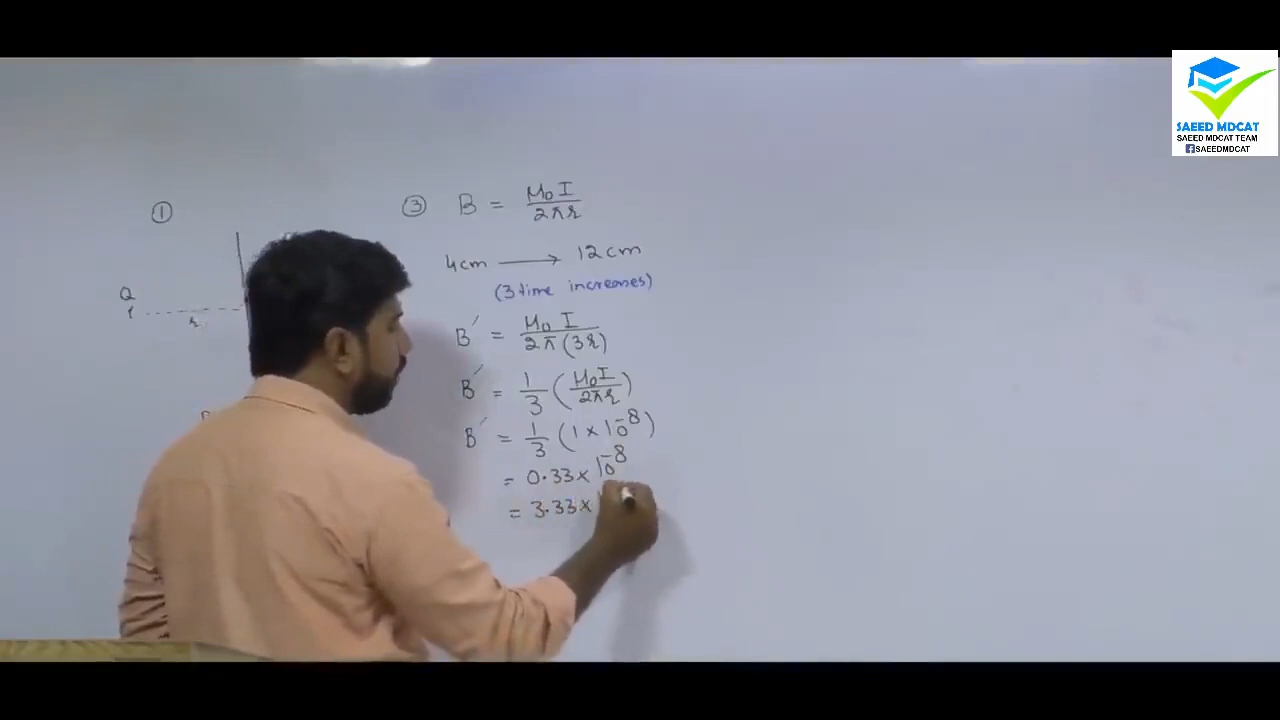 ①
Q
r
③ B = μ₀I / 2πr
4cm ⟶ 12cm
(3 time increases)
B′ = μ₀ I / 2π(3r)
B′ = 1/3 (μ₀I / 2πr)
B′ = 1/3 (1 × 10⁻⁸)
= 0.33 × 10⁻⁸
= 3.33 ×
SAEED MDCAT
SAEED MDCAT TEAM
SAEEDMDCAT